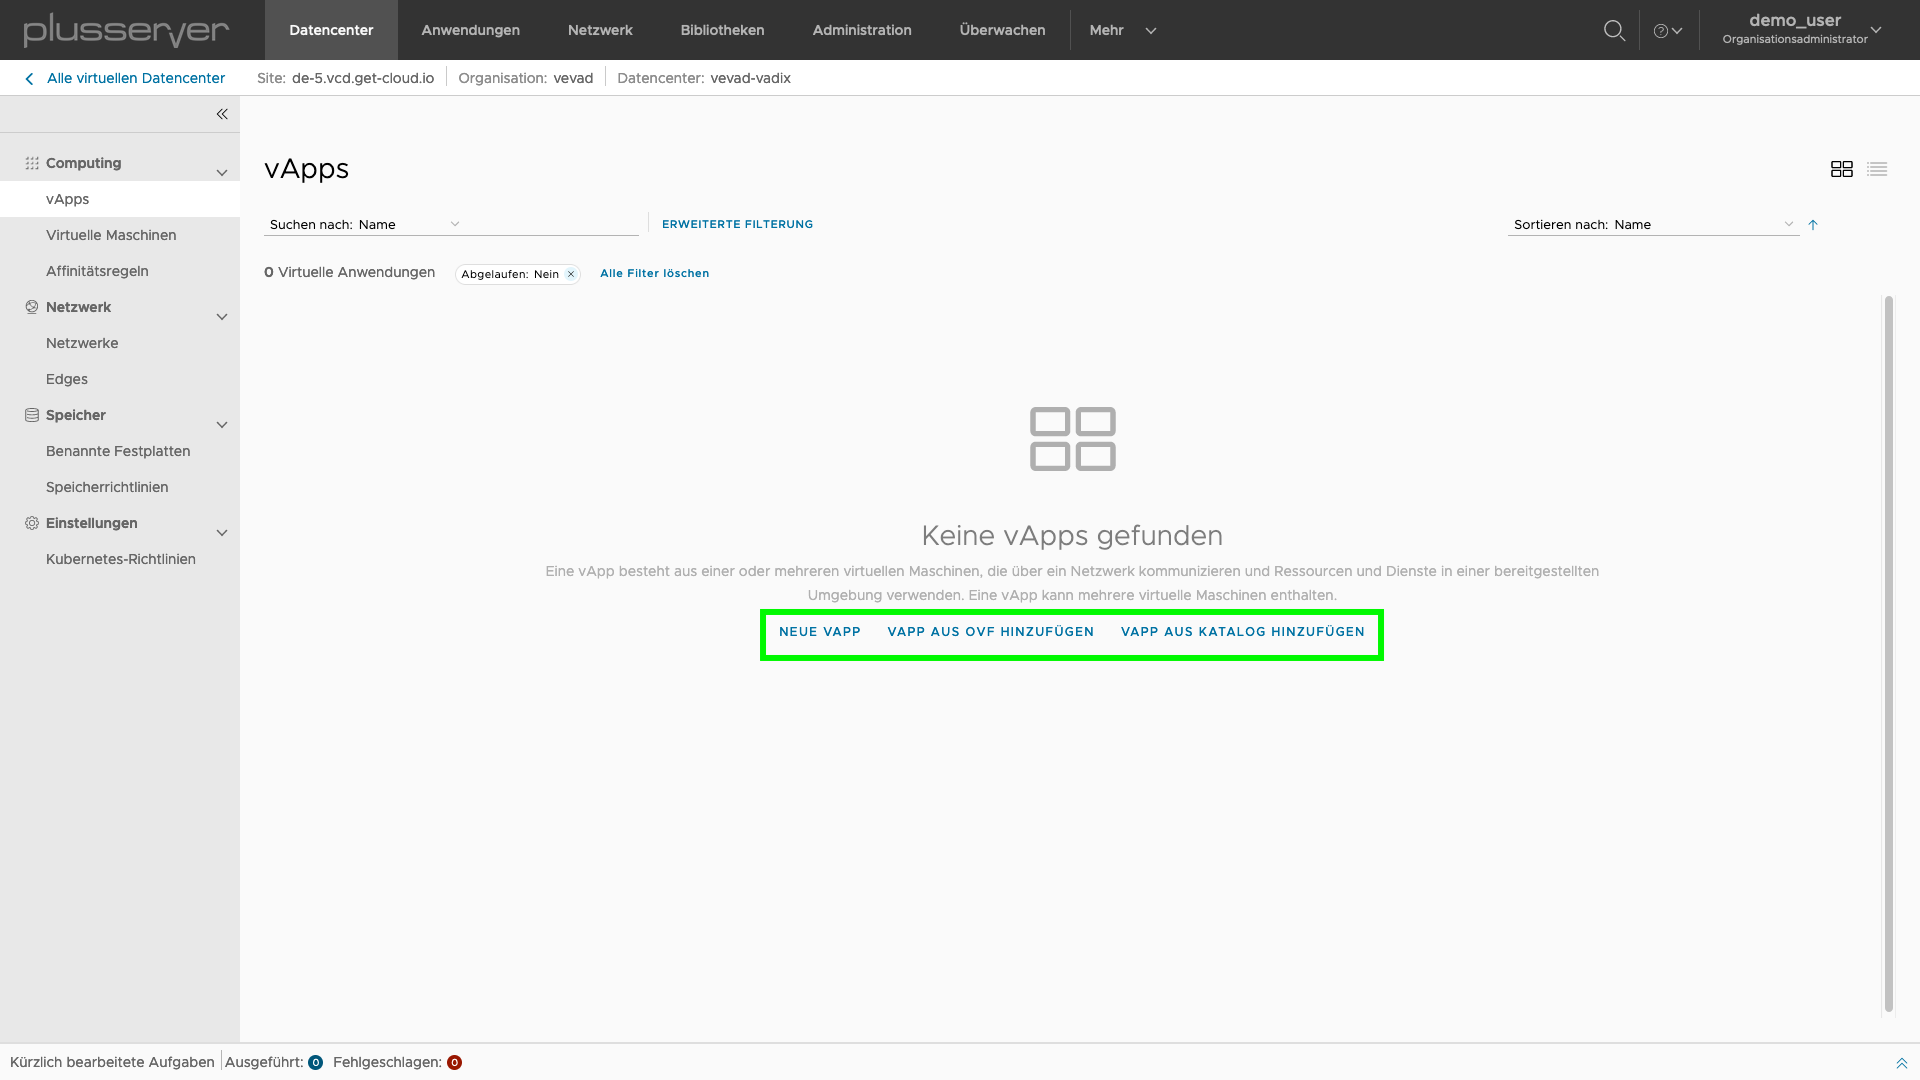 plusserver
Datencenter
Anwendungen
Netzwerk
Bibliotheken
Administration
Überwachen
Mehr
demo_user
Organisationsadministrator
Alle virtuellen Datencenter
Site: de-5.vcd.get-cloud.io
Organisation: vevad
Datencenter: vevad-vadix
Computing
vApps
Virtuelle Maschinen
Affinitätsregeln
Netzwerk
Netzwerke
Edges
Speicher
Benannte Festplatten
Speicherrichtlinien
Einstellungen
Kubernetes-Richtlinien
vApps
Suchen nach: Name
ERWEITERTE FILTERUNG
Sortieren nach: Name
0 Virtuelle Anwendungen
Abgelaufen: Nein
Alle Filter löschen
Keine vApps gefunden
Eine vApp besteht aus einer oder mehreren virtuellen Maschinen, die über ein Netzwerk kommunizieren und Ressourcen und Dienste in einer bereitgestellten
Umgebung verwenden. Eine vApp kann mehrere virtuelle Maschinen enthalten.
NEUE VAPP
VAPP AUS OVF HINZUFÜGEN
VAPP AUS KATALOG HINZUFÜGEN
Kürzlich bearbeitete Aufgaben
Ausgeführt: 0
Fehlgeschlagen: 0